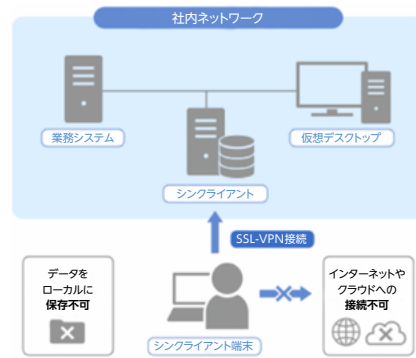 社内ネットワーク
業務システム
仮想デスクトップ
シンクライアント
SSL-VPN接続
データを
ローカルに
保存不可
シンクライアント端末
インターネットや
クラウドへの
接続不可